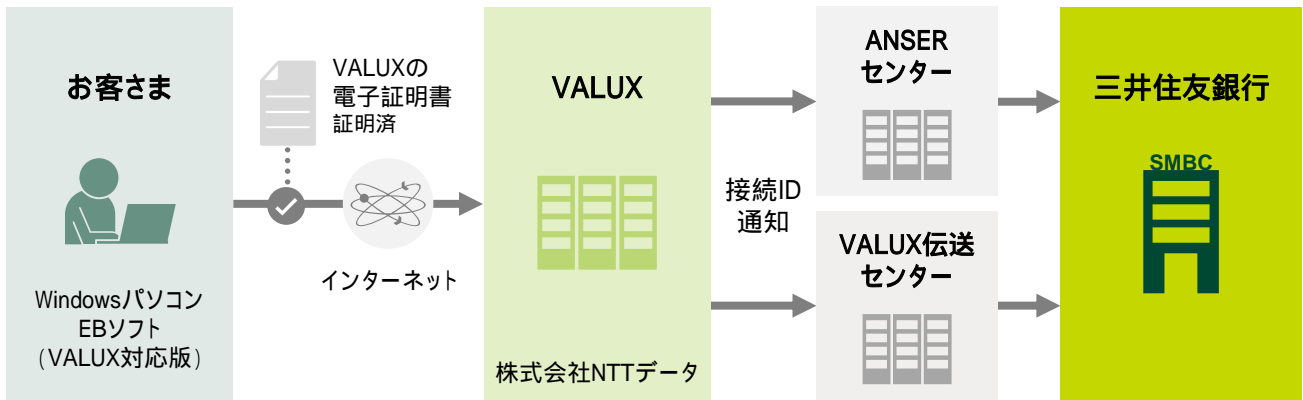 お客さま
Windowsパソコン
EBソフト
(VALUX対応版)
VALUXの
電子証明書
証明済
インターネット
VALUX
株式会社NTTデータ
接続ID
通知
ANSER
センター
VALUX伝送
センター
三井住友銀行
SMBC